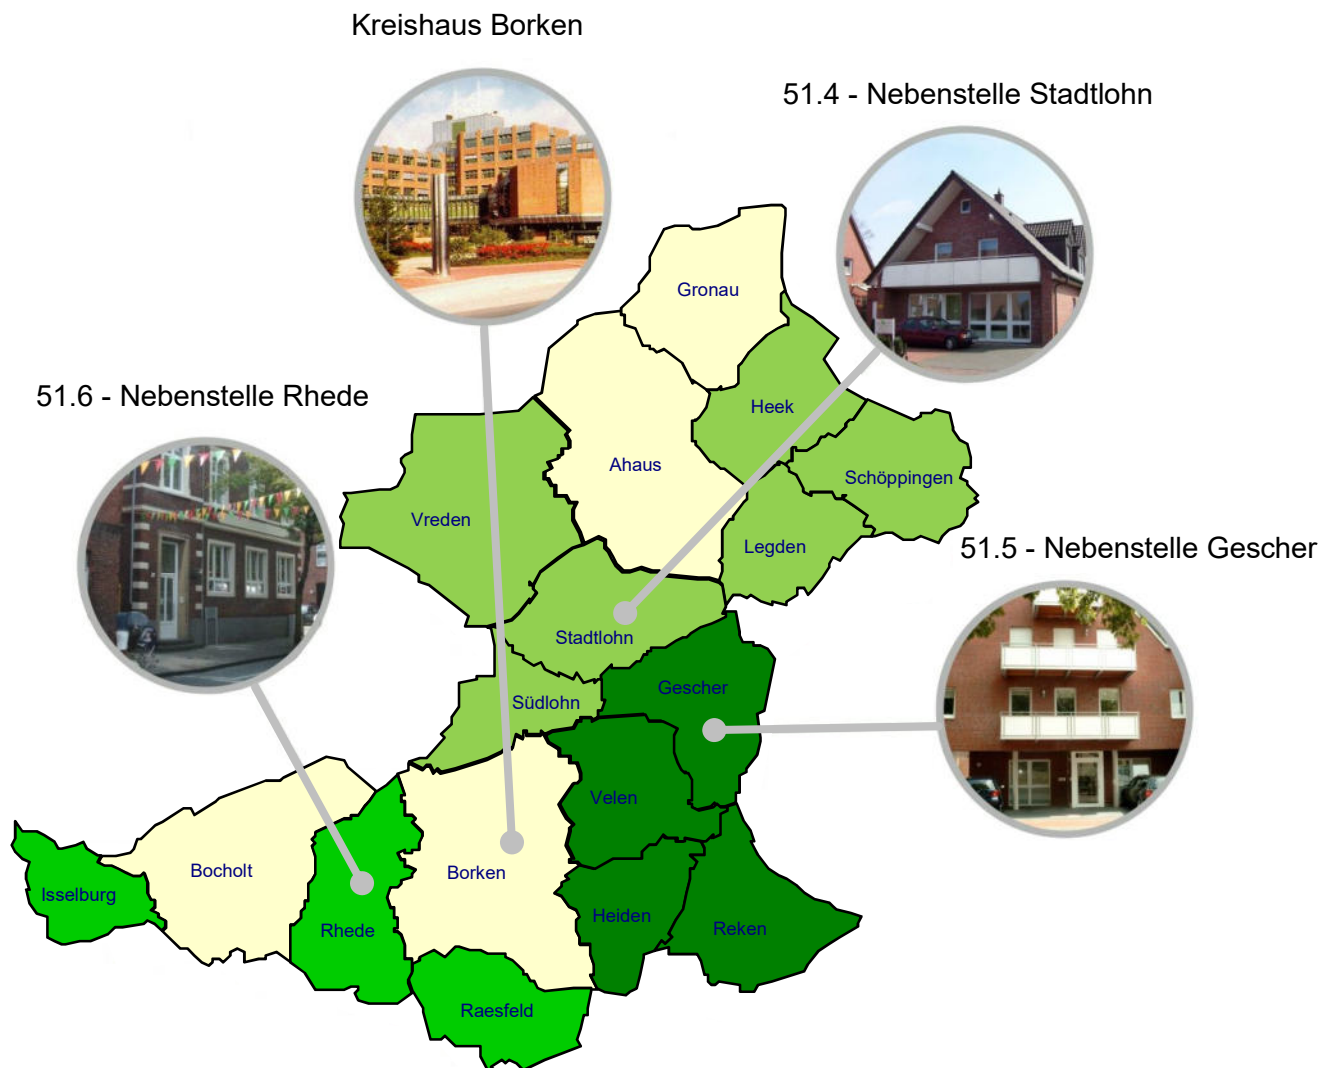 Kreishaus Borken
51.4 - Nebenstelle Stadtlohn
Gronau
51.6 - Nebenstelle Rhede
Heek
Ahaus
Schöppingen
Vreden
Legden
51.5 - Nebenstelle Gescher
Stadtlohn
Gescher
Südlohn
Velen
Bocholt
Borken
Isselburg
Heiden
Rhede
Reken
Raesfeld